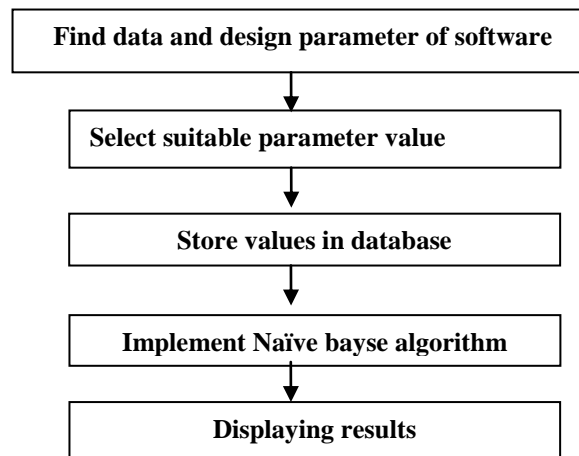 Find data and design parameter of software
Select suitable parameter value
Store values in database
Implement Naïve bayse algorithm
Displaying results